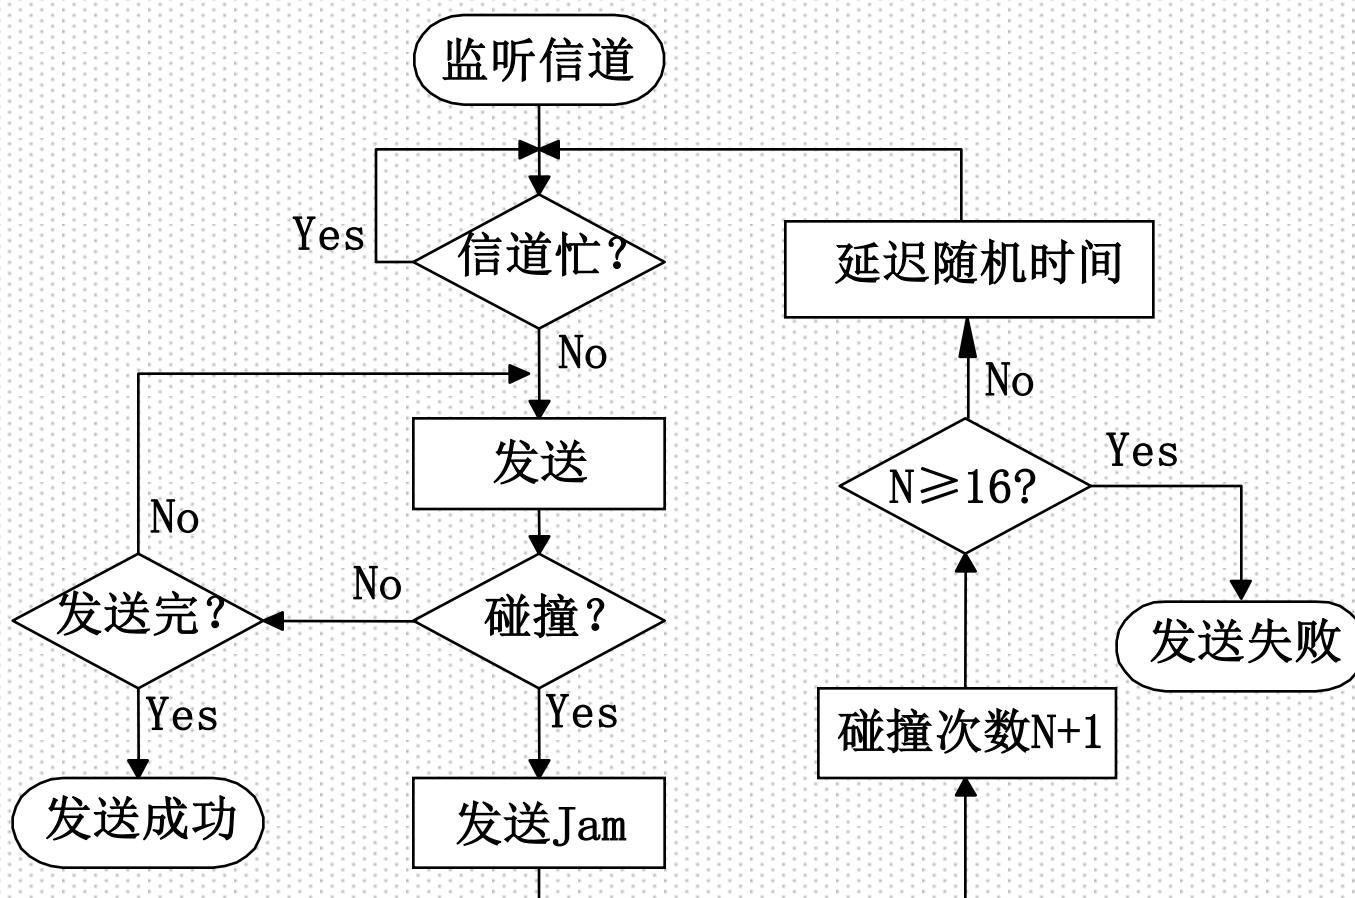 监听信道
Yes
信道忙?
延迟随机时间
No
No
发送
N≥16?
Yes
No
发送完?
No
碰撞?
发送失败
Yes
Yes
碰撞次数N+1
发送成功
发送Jam